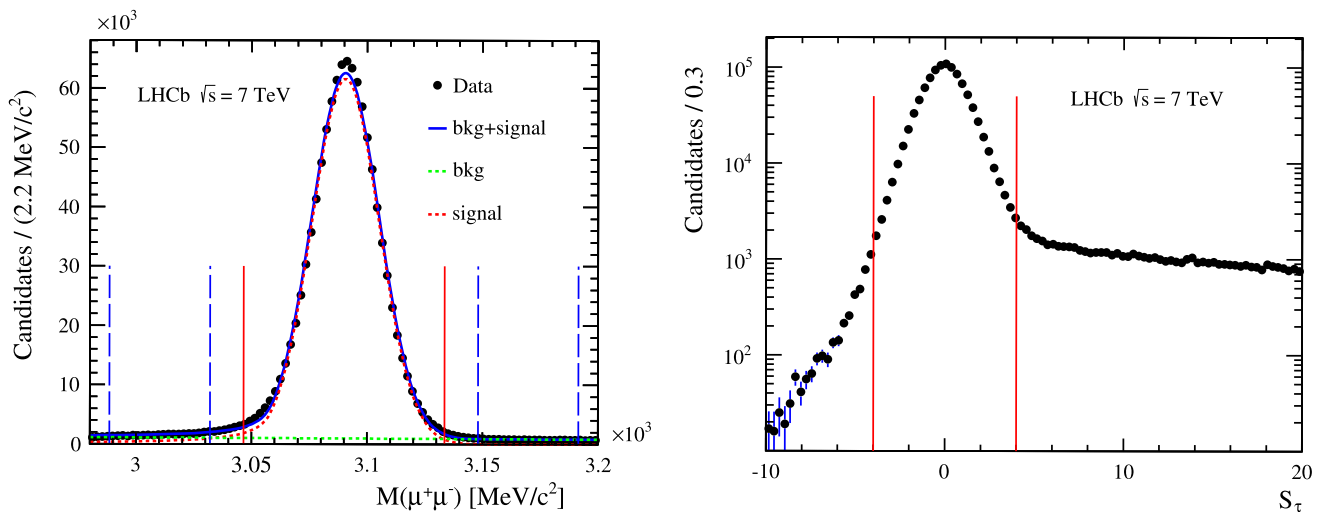 ×10³
Candidates / (2.2 MeV/c²)
60
50
40
30
20
10
0
LHCb √s = 7 TeV
Data
bkg+signal
bkg
signal
3
3.05
3.1
3.15
3.2
×10³
M(μ⁺μ⁻) [MeV/c²]
Candidates / 0.3
10⁵
10⁴
10³
10²
LHCb √s = 7 TeV
-10
0
10
20
S_τ